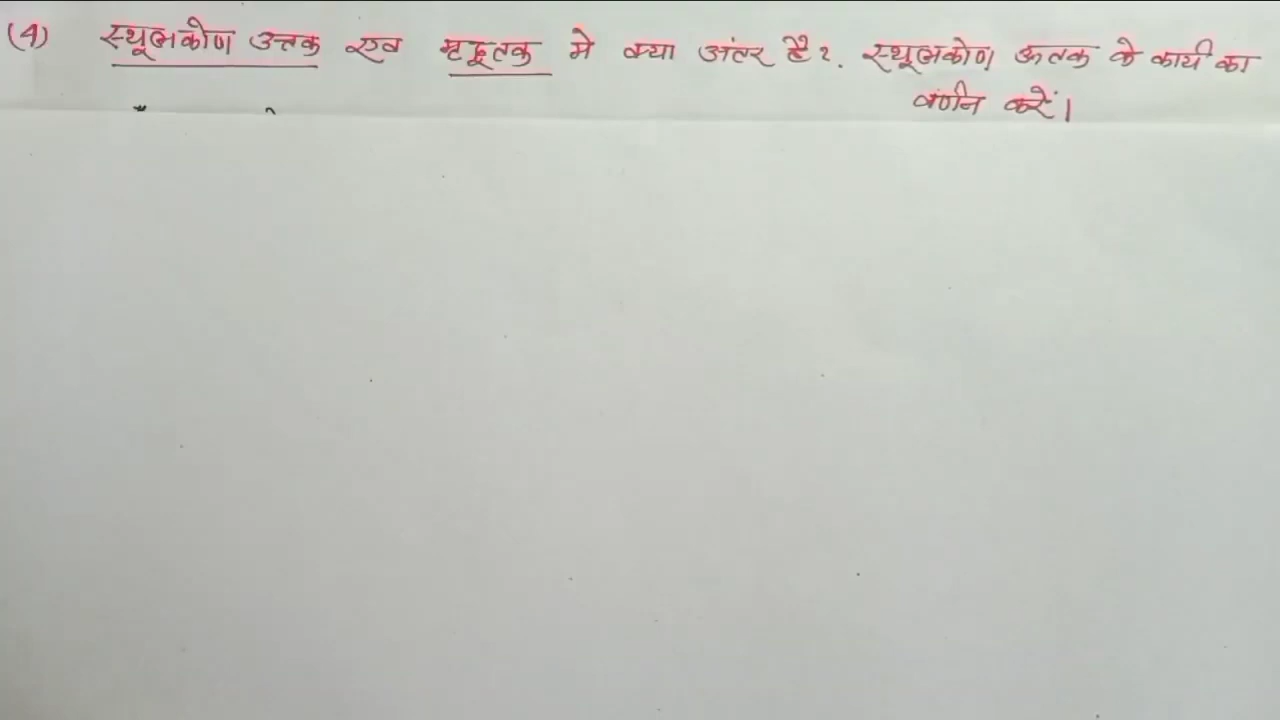 (4) स्थूलकोण उत्तक एव मृदूतक मे क्या अंतर है?. स्थूलकोण ऊतक के कार्य का
वर्णन करें।